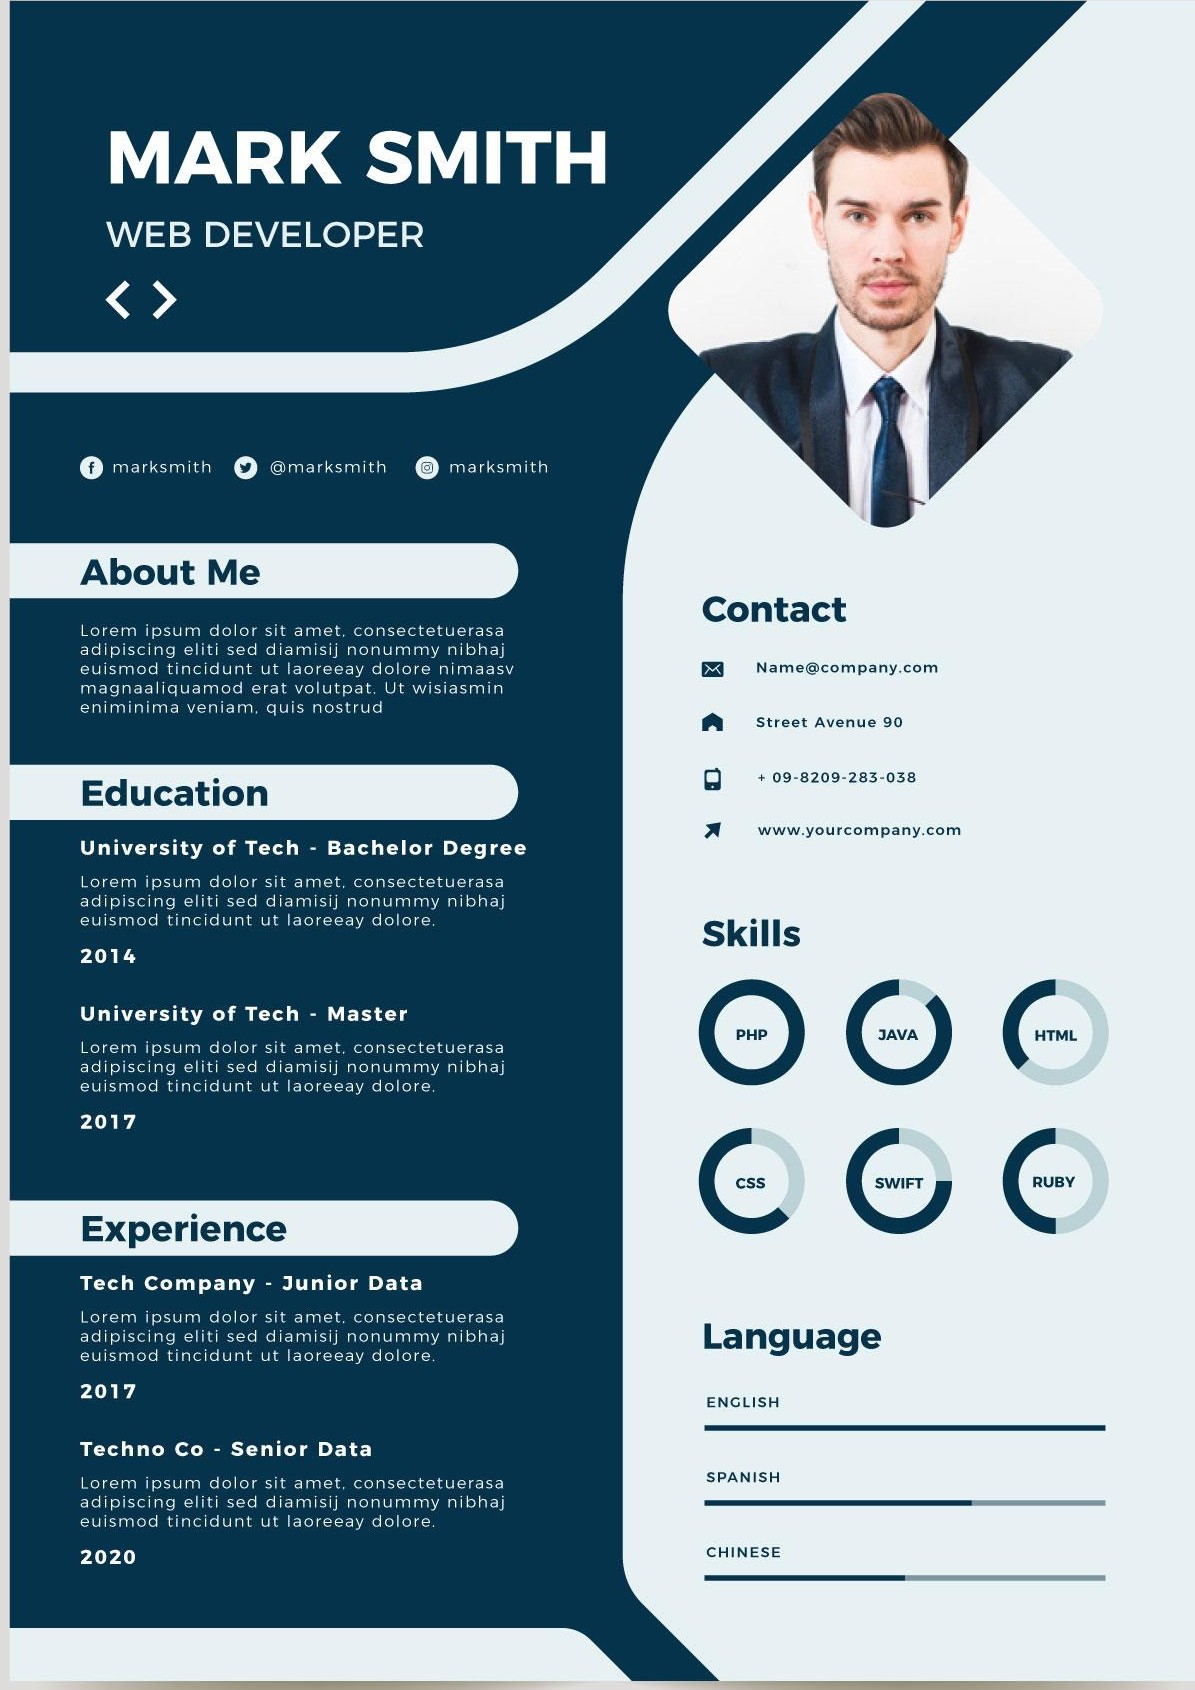 MARK SMITH
WEB DEVELOPER
marksmith @marksmith marksmith
About Me
Lorem ipsum dolor sit amet, consectetuerasa
adipiscing eliti sed diamisij nonummy nibhaj
euismod tincidunt ut laoreeay dolore nimaasv
magnaaliquamod erat volutpat. Ut wisiasmin
eniminima veniam, quis nostrud
Education
University of Tech - Bachelor Degree
Lorem ipsum dolor sit amet, consectetuerasa
adipiscing eliti sed diamisij nonummy nibhaj
euismod tincidunt ut laoreeay dolore.
2014
University of Tech - Master
Lorem ipsum dolor sit amet, consectetuerasa
adipiscing eliti sed diamisij nonummy nibhaj
euismod tincidunt ut laoreeay dolore.
2017
Experience
Tech Company - Junior Data
Lorem ipsum dolor sit amet, consectetuerasa
adipiscing eliti sed diamisij nonummy nibhaj
euismod tincidunt ut laoreeay dolore.
2017
Techno Co - Senior Data
Lorem ipsum dolor sit amet, consectetuerasa
adipiscing eliti sed diamisij nonummy nibhaj
euismod tincidunt ut laoreeay dolore.
2020
Contact
Name@company.com
Street Avenue 90
+ 09-8209-283-038
www.yourcompany.com
Skills
PHP JAVA HTML
CSS SWIFT RUBY
Language
ENGLISH
SPANISH
CHINESE